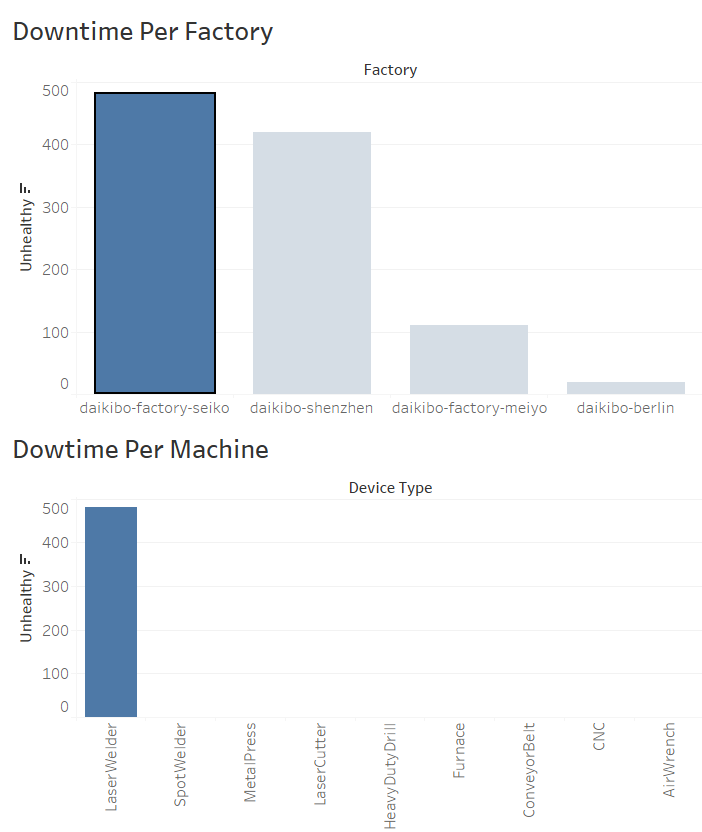 Downtime Per Factory
Factory
500
400
300
200
100
0
Unhealthy
daikibo-factory-seiko daikibo-shenzhen daikibo-factory-meiyo daikibo-berlin
Dowtime Per Machine
Device Type
500
400
300
200
100
0
Unhealthy
LaserWelder
SpotWelder
MetalPress
LaserCutter
HeavyDutyDrill
Furnace
ConveyorBelt
CNC
AirWrench